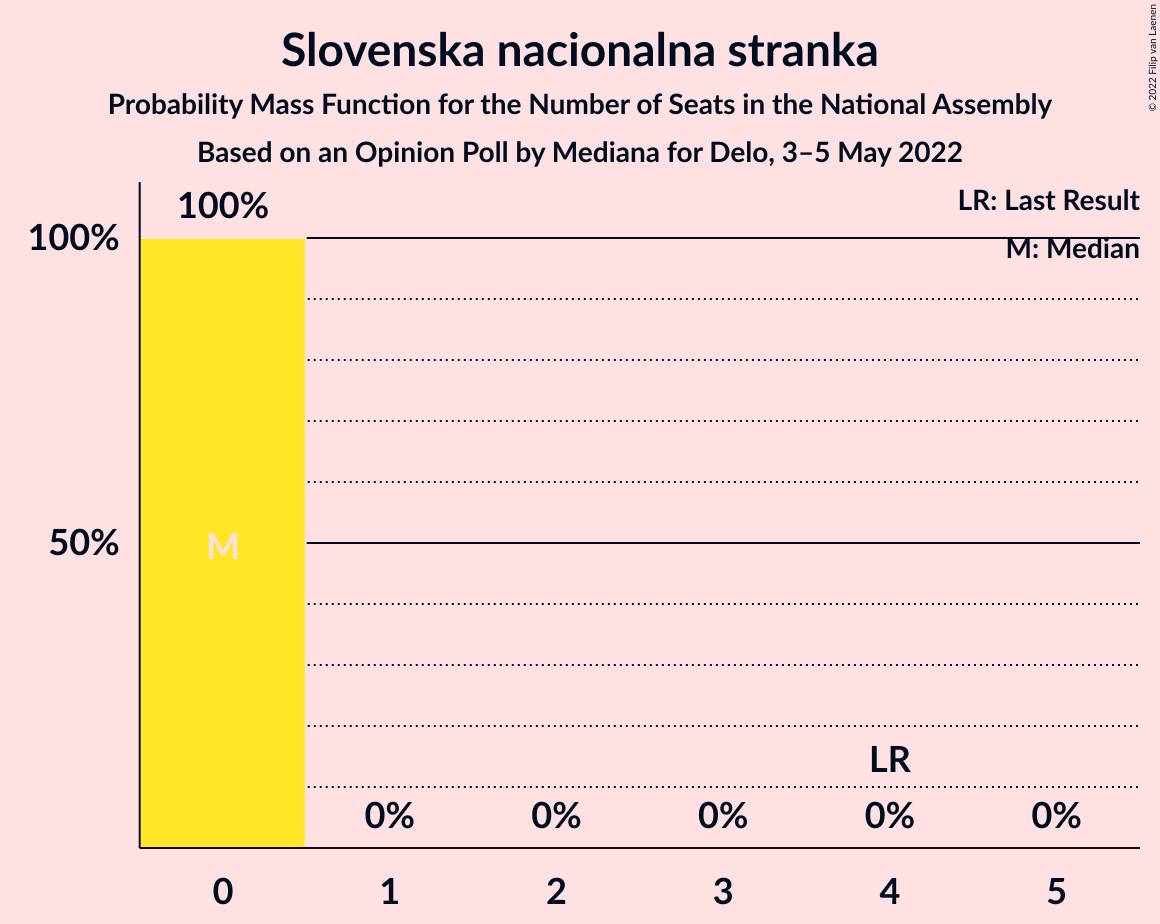 Slovenska nacionalna stranka
Probability Mass Function for the Number of Seats in the National Assembly
Based on an Opinion Poll by Mediana for Delo, 3–5 May 2022
© 2022 Filip van Laenen
LR: Last Result
M: Median
100%
100%
50%
M
LR
0%
0%
0%
0%
0%
0
1
2
3
4
5